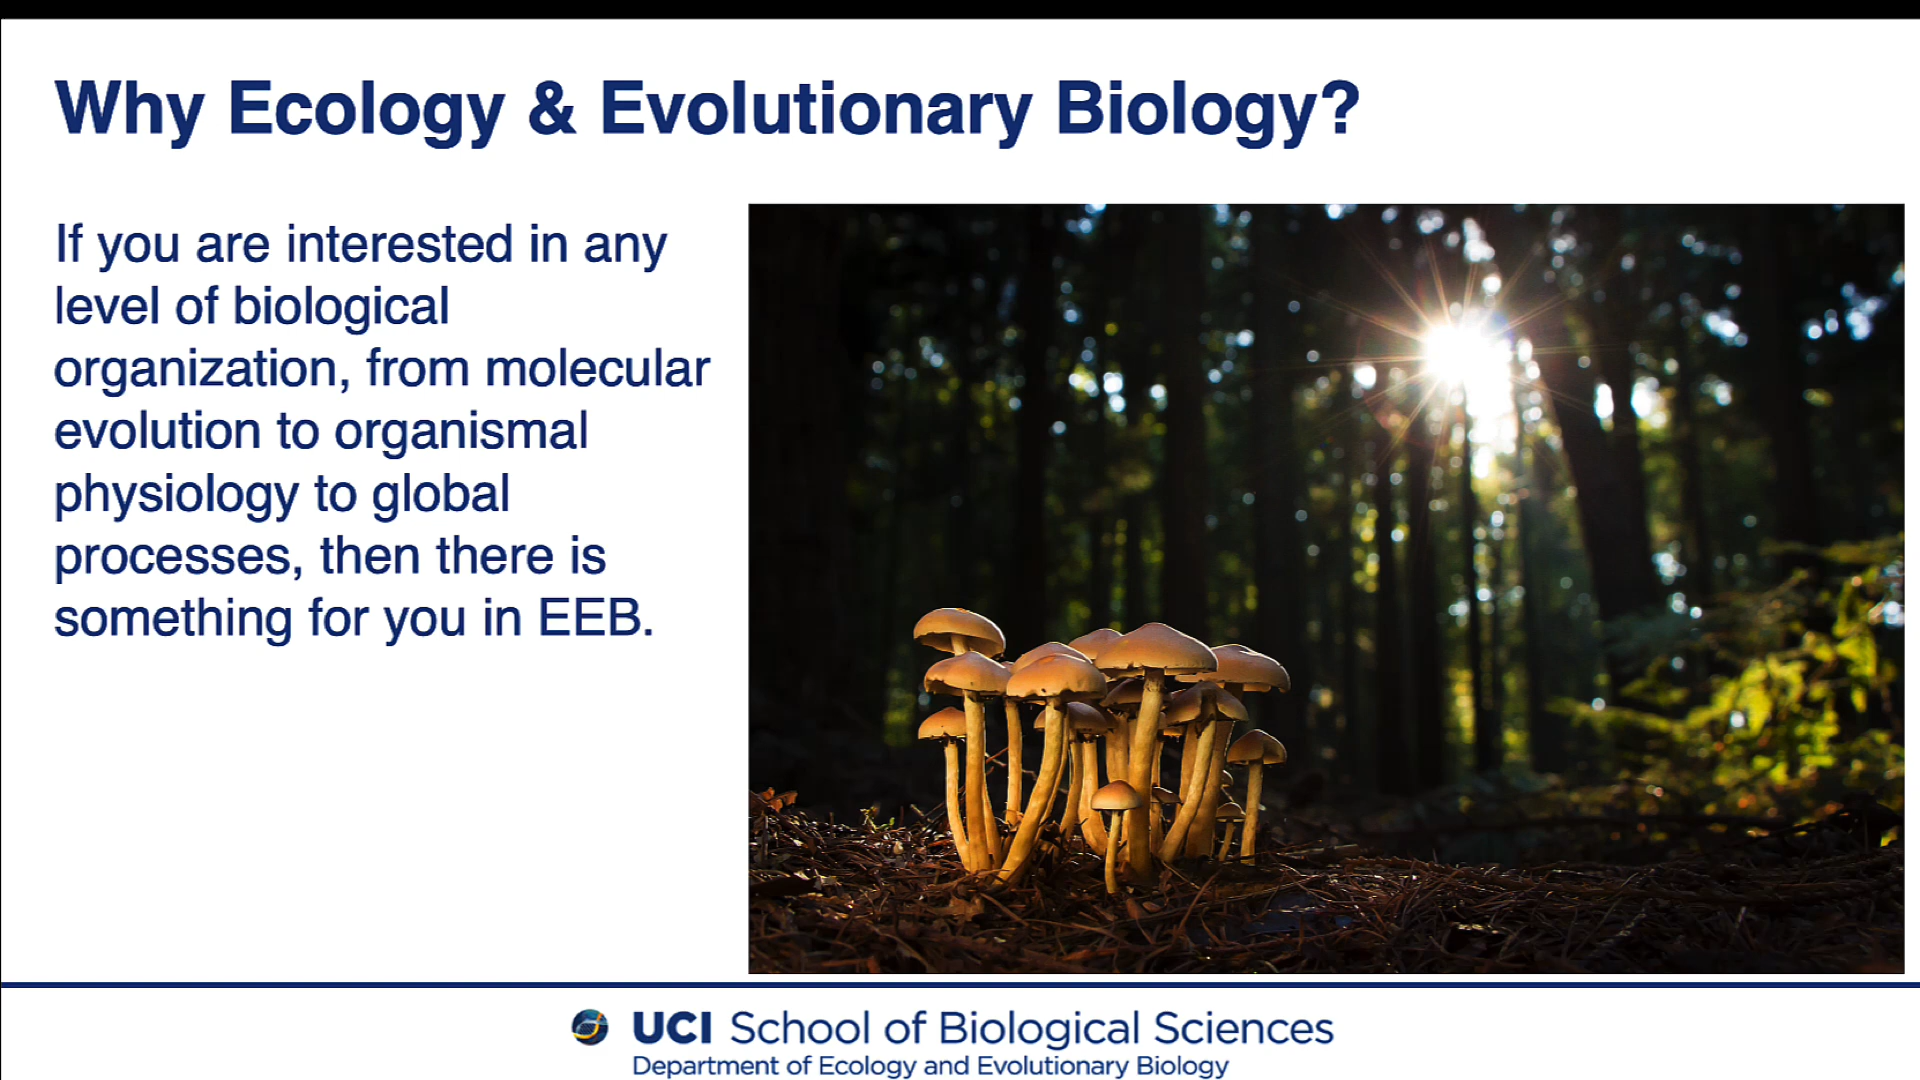 Why Ecology & Evolutionary Biology?
If you are interested in any
level of biological
organization, from molecular
evolution to organismal
physiology to global
processes, then there is
something for you in EEB.
UCI School of Biological Sciences
Department of Ecology and Evolutionary Biology